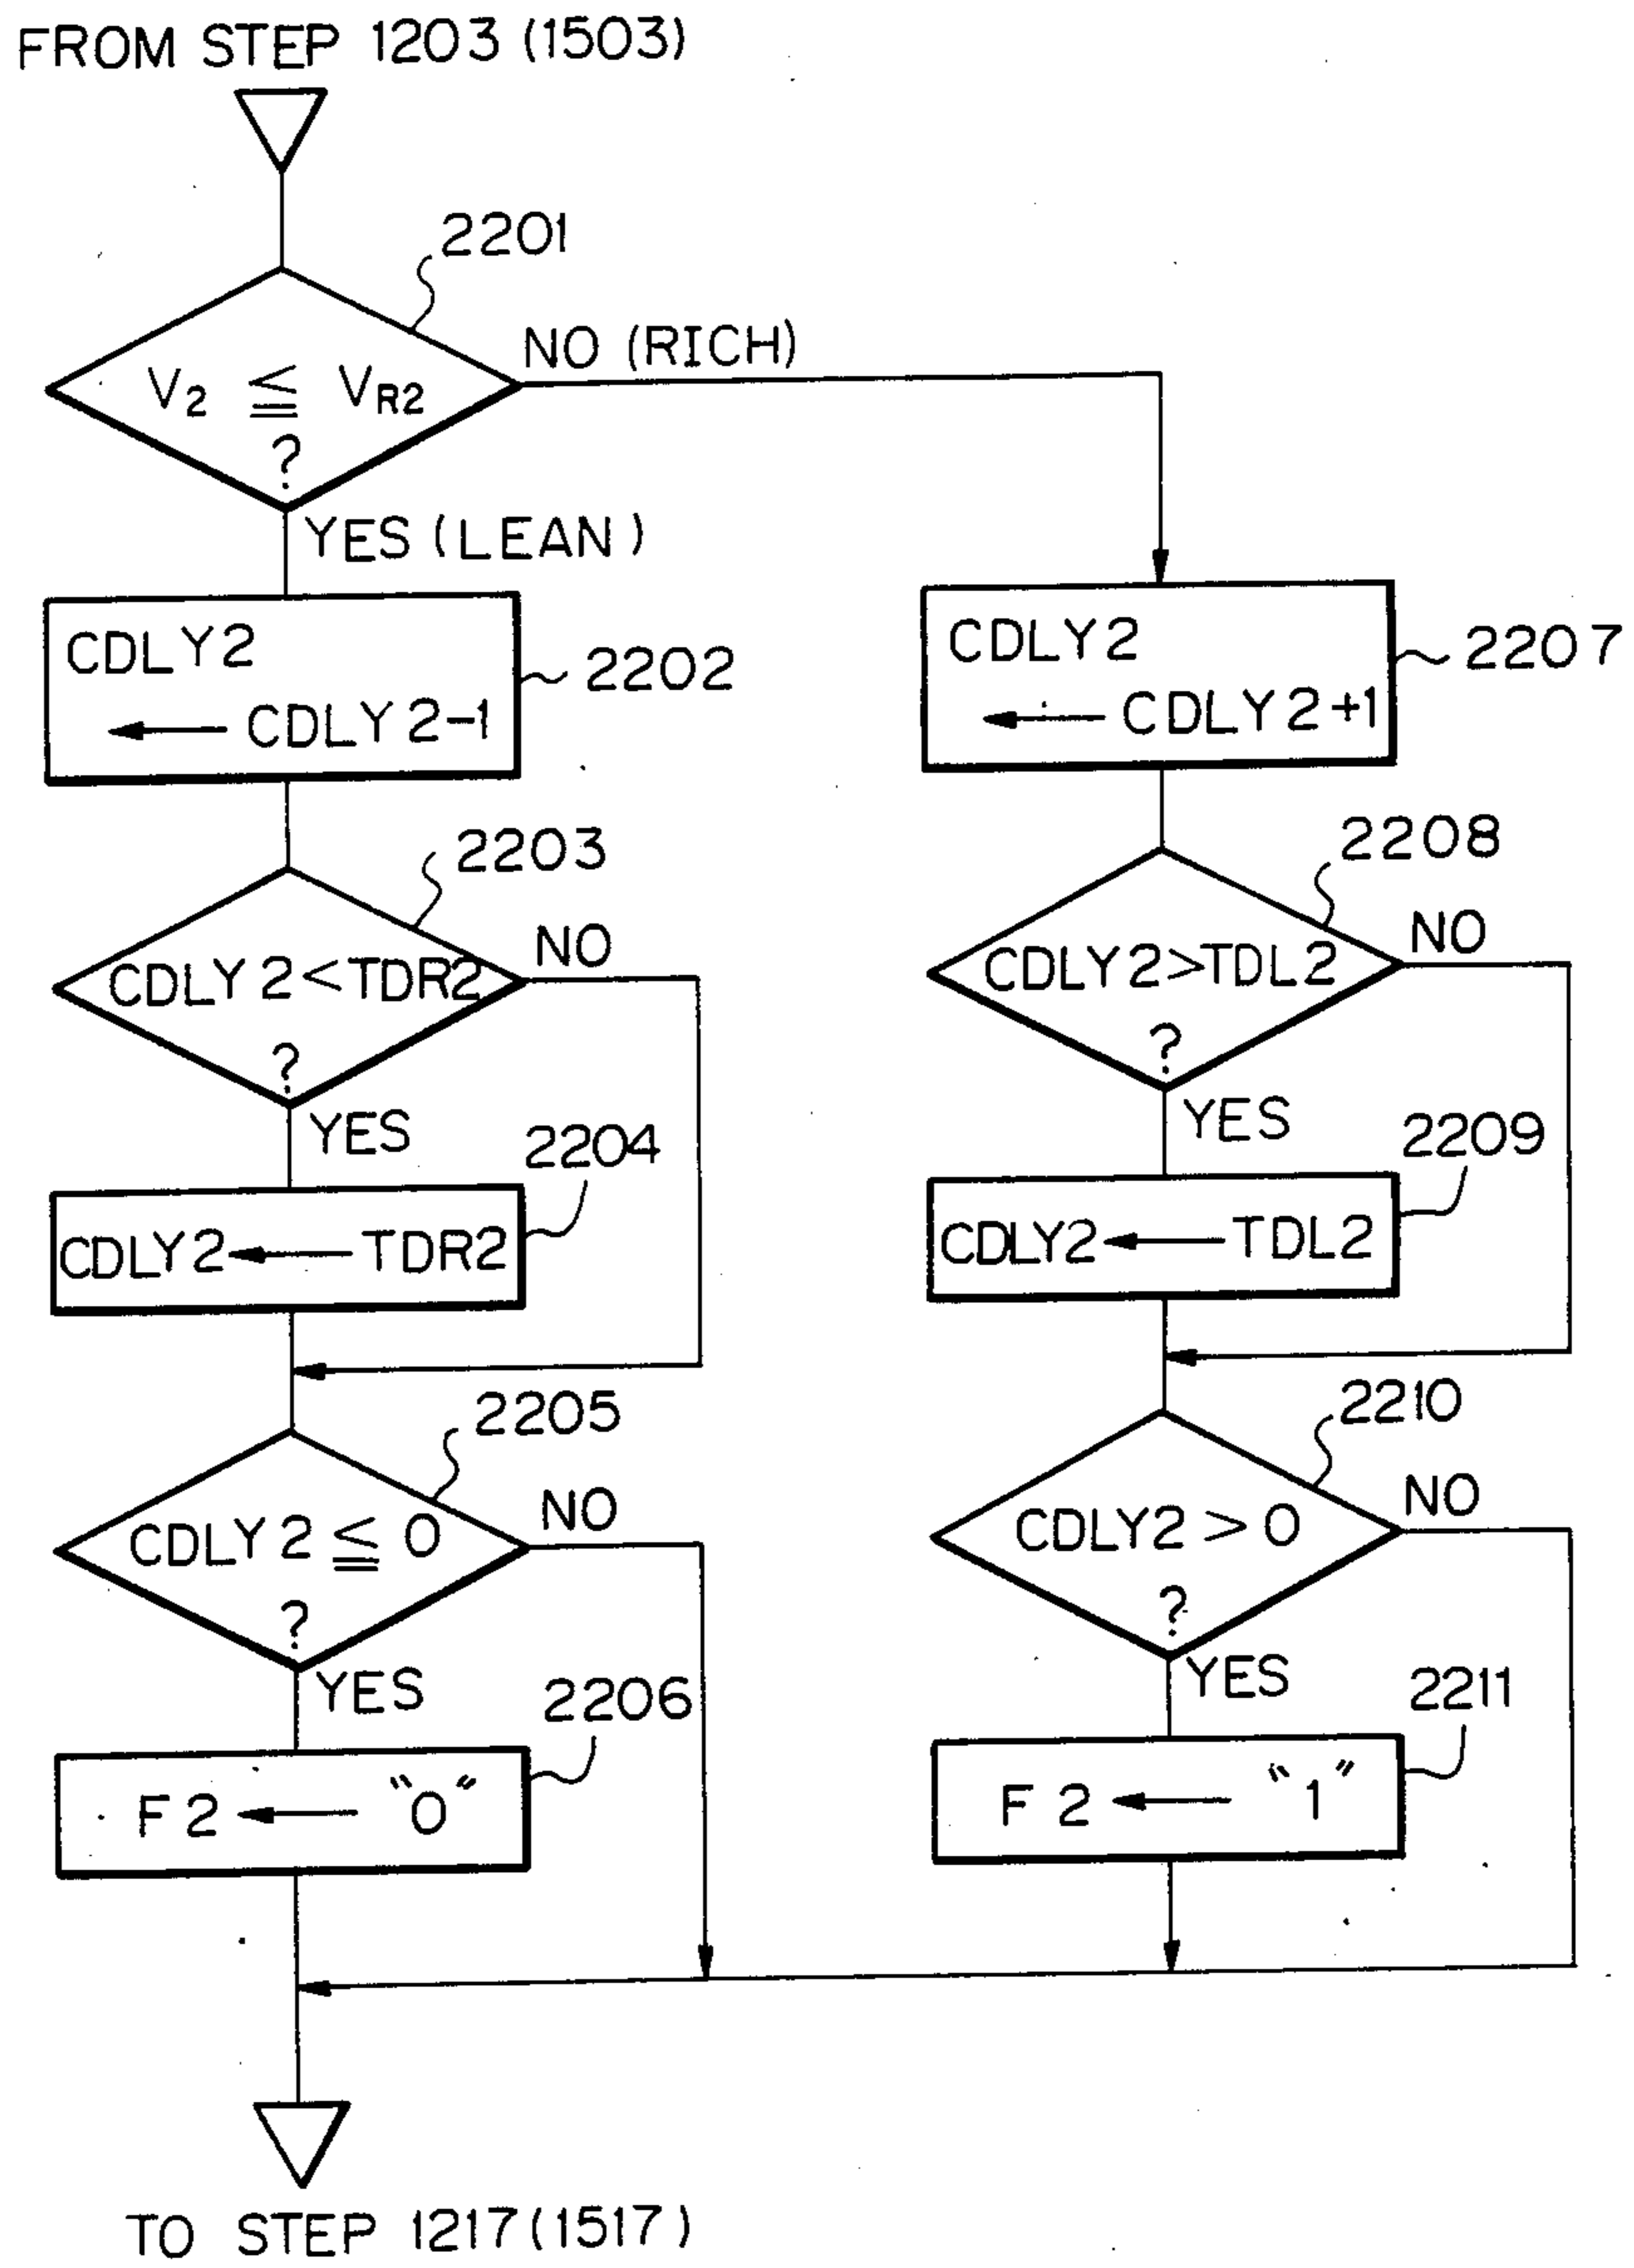 FROM STEP 1203 (1503)
2201
NO (RICH)
V2 ≦ VR2
?
YES (LEAN)
CDLY2
← CDLY2-1
2202
CDLY2
← CDLY2+1
2207
2203
NO
CDLY2<TDR2
?
YES
2208
NO
CDLY2>TDL2
?
YES
2204
CDLY2 ← TDR2
2209
CDLY2 ← TDL2
2205
NO
CDLY2 ≦ 0
?
YES
2210
NO
CDLY2 > 0
?
YES
2206
F2 ← "0"
2211
F2 ← "1"
TO STEP 1217 (1517)